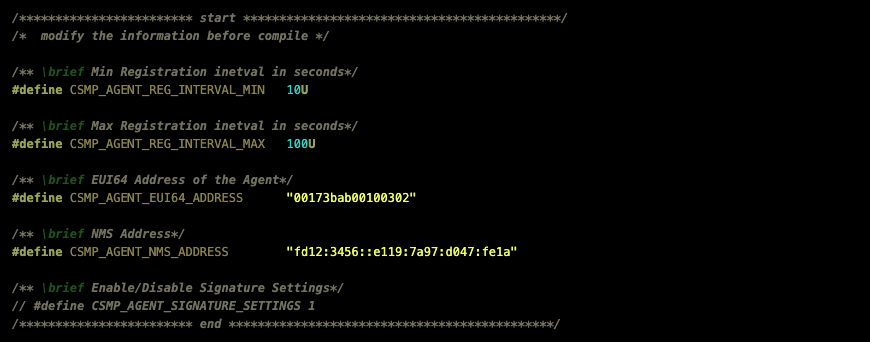 /************************ start ********************************************/
/*  modify the information before compile */
/** \brief Min Registration inetval in seconds*/
#define CSMP_AGENT_REG_INTERVAL_MIN   10U
/** \brief Max Registration inetval in seconds*/
#define CSMP_AGENT_REG_INTERVAL_MAX   100U
/** \brief EUI64 Address of the Agent*/
#define CSMP_AGENT_EUI64_ADDRESS      "00173bab00100302"
/** \brief NMS Address*/
#define CSMP_AGENT_NMS_ADDRESS        "fd12:3456::e119:7a97:d047:fe1a"
/** \brief Enable/Disable Signature Settings*/
// #define CSMP_AGENT_SIGNATURE_SETTINGS 1
/************************ end *********************************************/